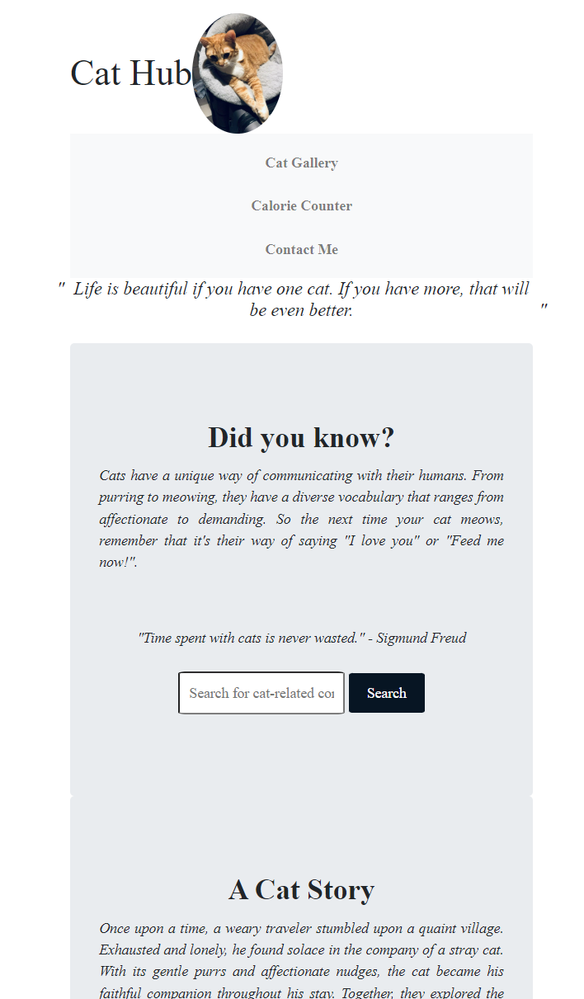 Cat Hub
Cat Gallery
Calorie Counter
Contact Me
" Life is beautiful if you have one cat. If you have more, that will
be even better. "
Did you know?
Cats have a unique way of communicating with their humans. From
purring to meowing, they have a diverse vocabulary that ranges from
affectionate to demanding. So the next time your cat meows,
remember that it's their way of saying "I love you" or "Feed me
now!".
"Time spent with cats is never wasted." - Sigmund Freud
Search for cat-related con
Search
A Cat Story
Once upon a time, a weary traveler stumbled upon a quaint village.
Exhausted and lonely, he found solace in the company of a stray cat.
With its gentle purrs and affectionate nudges, the cat became his
faithful companion throughout his stay. Together, they explored the